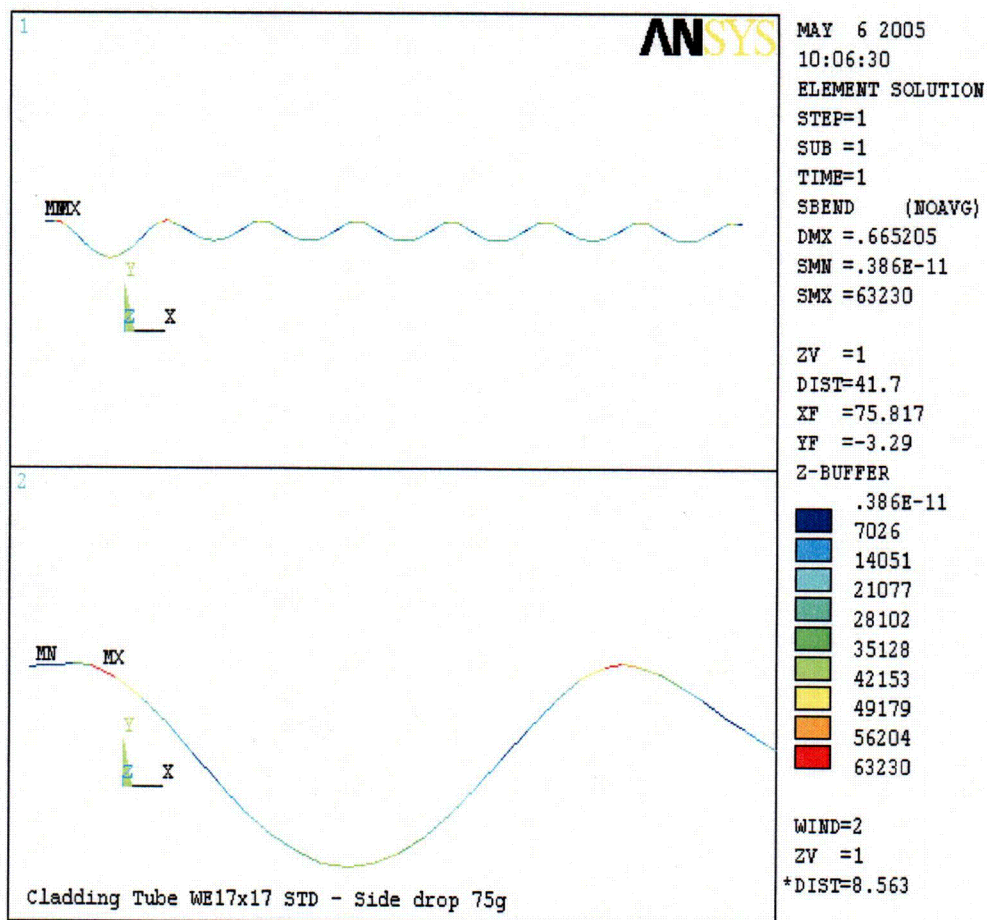 1
ANSYS
MNMX
Y
Z X
2
MN MX
Y
Z X
Cladding Tube WE17x17 STD - Side drop 75g
MAY 6 2005
10:06:30
ELEMENT SOLUTION
STEP=1
SUB =1
TIME=1
SBEND (NOAVG)
DMX =.665205
SMN =.386E-11
SMX =63230
ZV =1
DIST=41.7
XF =75.817
YF =-3.29
Z-BUFFER
.386E-11
7026
14051
21077
28102
35128
42153
49179
56204
63230
WIND=2
ZV =1
*DIST=8.563